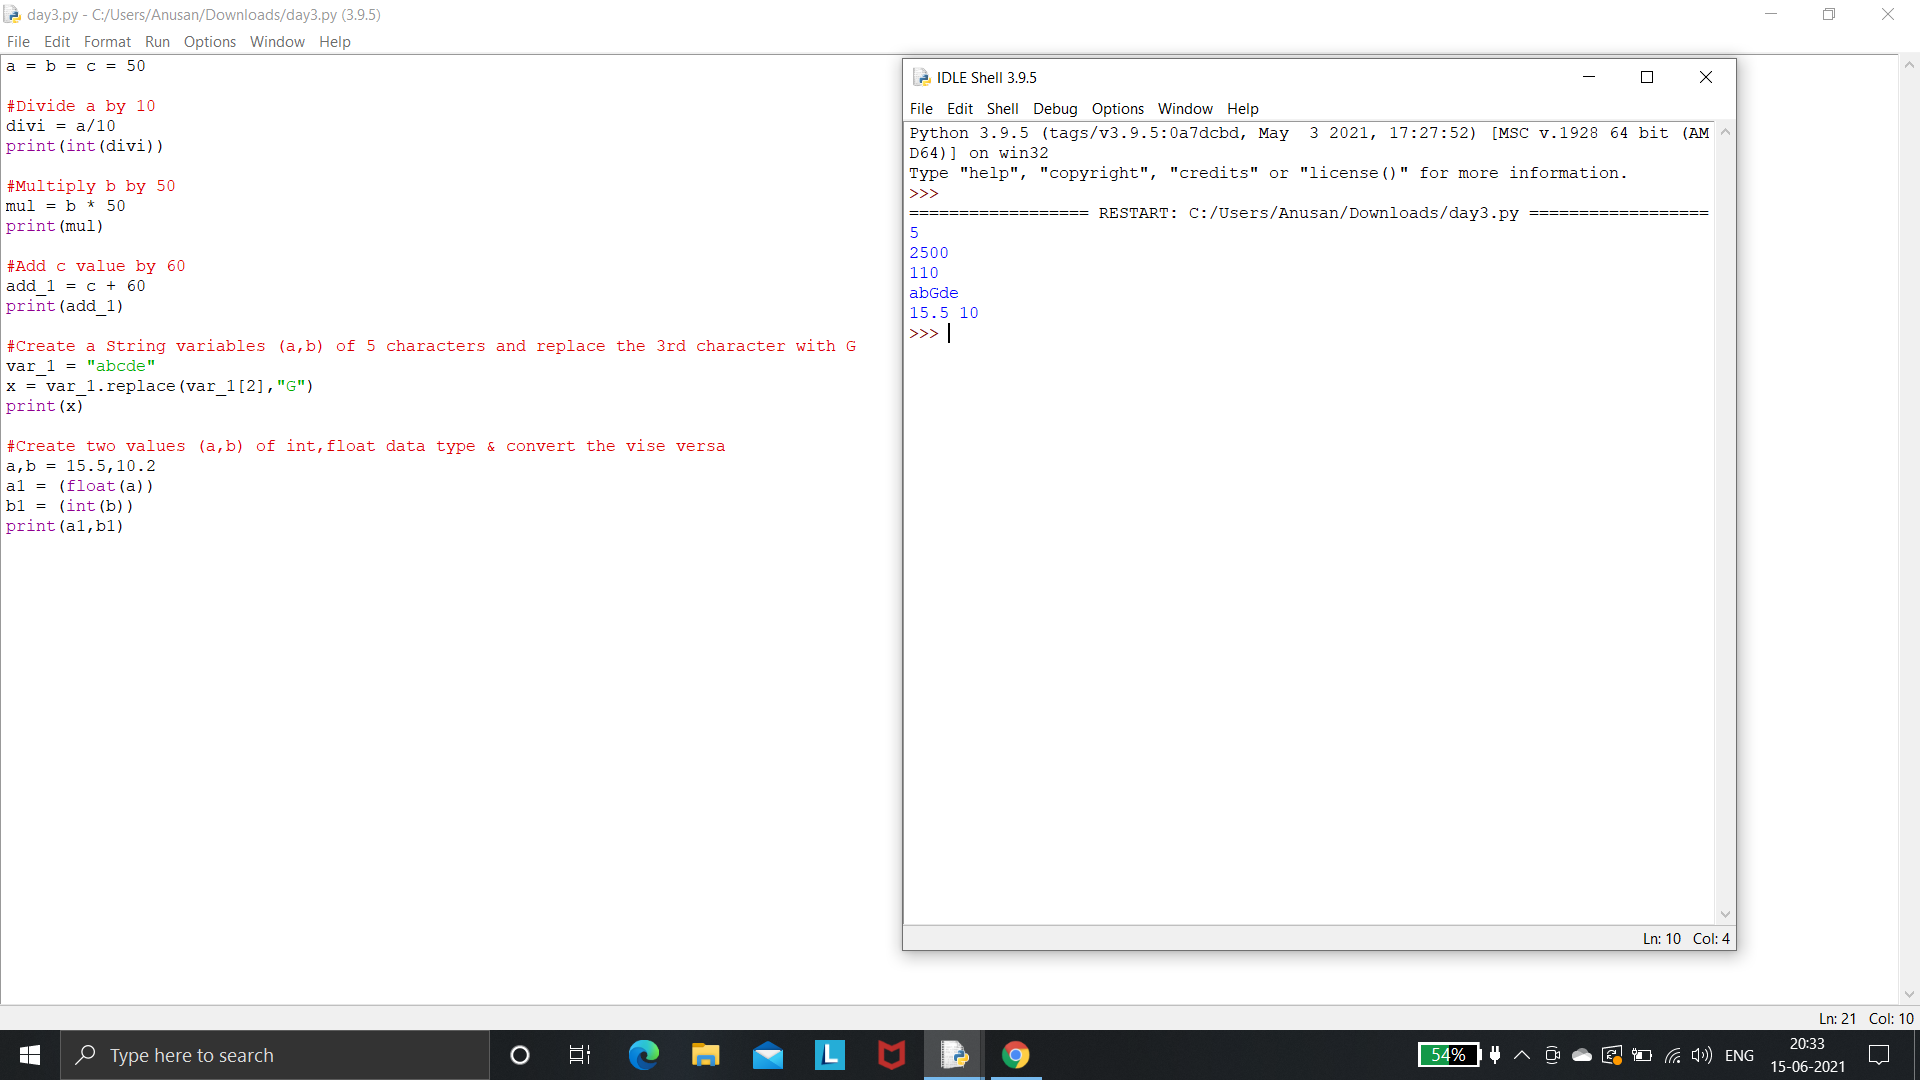 day3.py - C:/Users/Anusan/Downloads/day3.py (3.9.5)
File Edit Format Run Options Window Help
a = b = c = 50
#Divide a by 10
divi = a/10
print(int(divi))
#Multiply b by 50
mul = b * 50
print(mul)
#Add c value by 60
add_1 = c + 60
print(add_1)
#Create a String variables (a,b) of 5 characters and replace the 3rd character with G
var_1 = "abcde"
x = var_1.replace(var_1[2],"G")
print(x)
#Create two values (a,b) of int,float data type & convert the vise versa
a,b = 15.5,10.2
a1 = (float(a))
b1 = (int(b))
print(a1,b1)
IDLE Shell 3.9.5
File Edit Shell Debug Options Window Help
Python 3.9.5 (tags/v3.9.5:0a7dcbd, May  3 2021, 17:27:52) [MSC v.1928 64 bit (AM
D64)] on win32
Type "help", "copyright", "credits" or "license()" for more information.
>>>
================== RESTART: C:/Users/Anusan/Downloads/day3.py ==================
5
2500
110
abGde
15.5 10
>>>
Ln: 10 Col: 4
Ln: 21 Col: 10
Type here to search
L
54%
ENG
20:33
15-06-2021